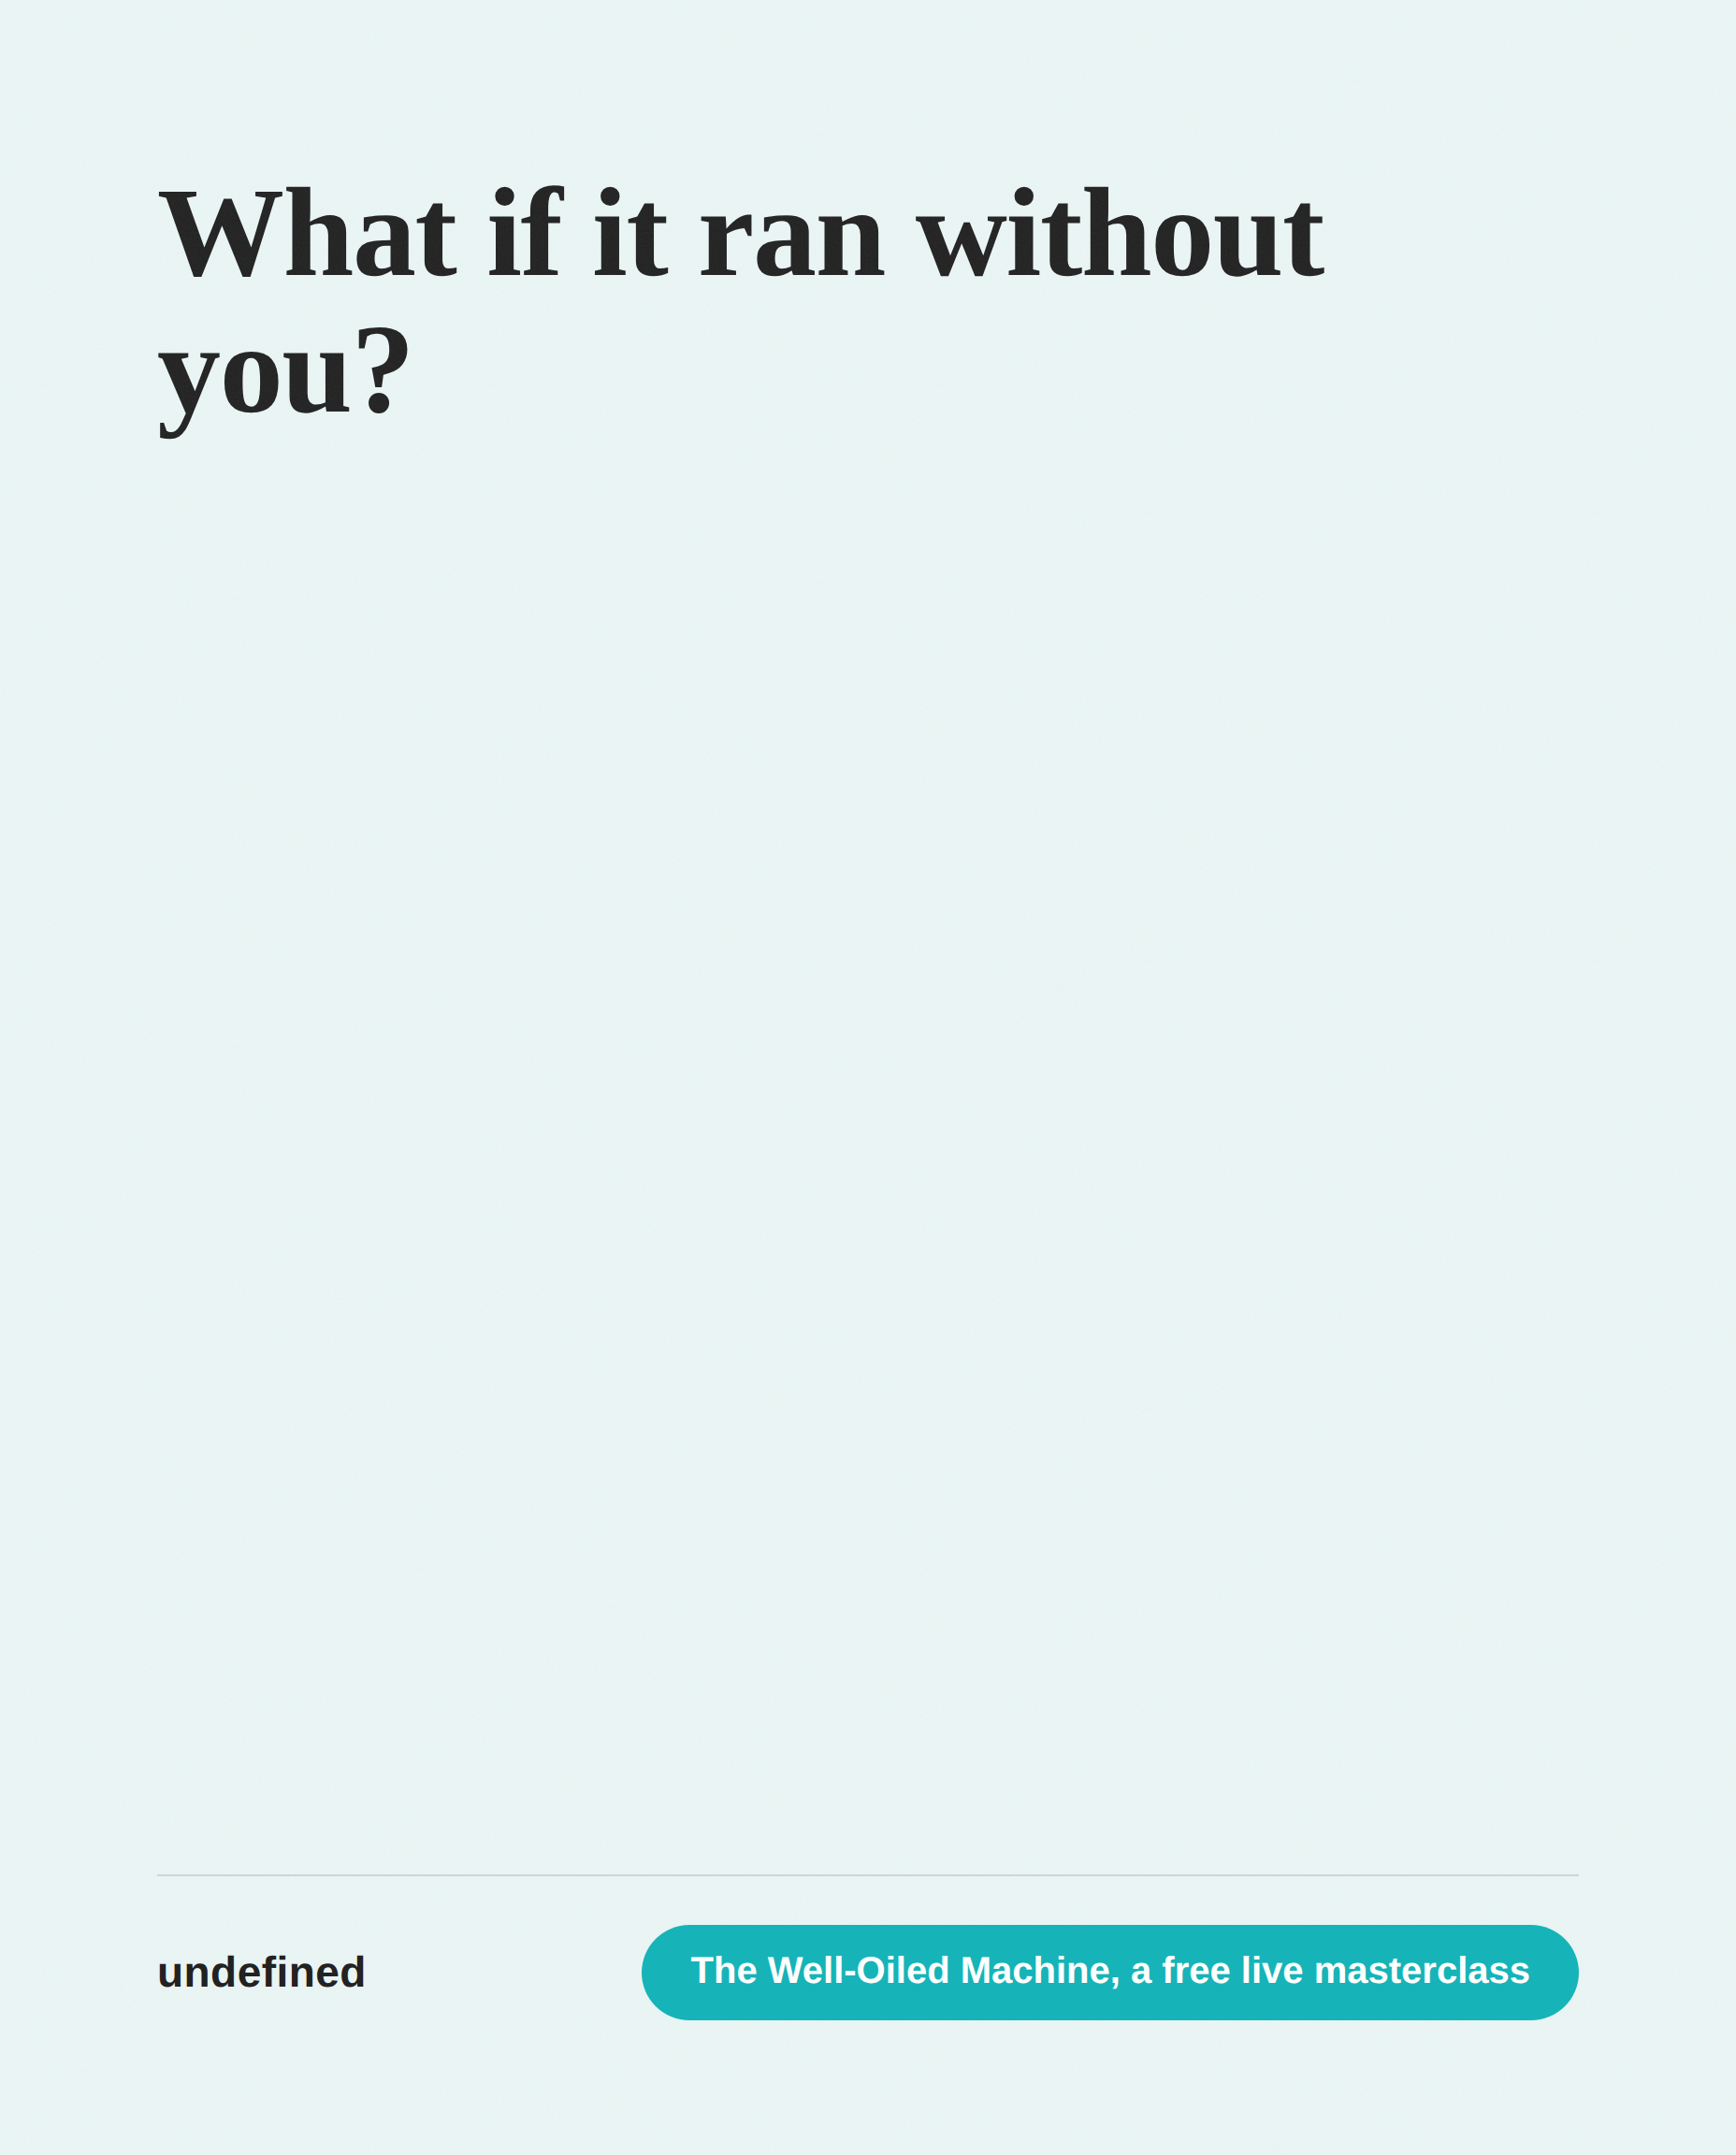 What if it ran without
you?
undefined
The Well-Oiled Machine, a free live masterclass